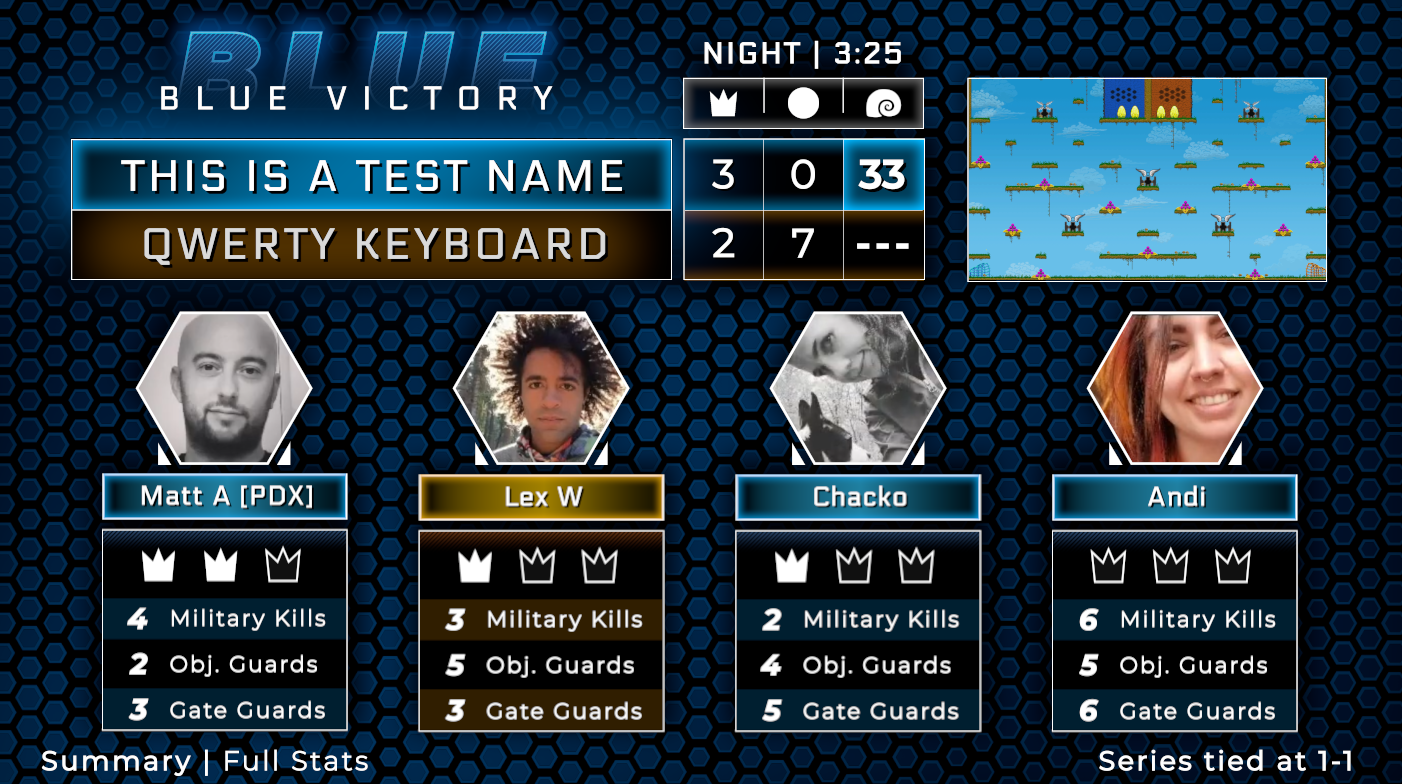 BLUE
BLUE VICTORY
NIGHT | 3:25
THIS IS A TEST NAME
3 0 33
QWERTY KEYBOARD
2 7 ---
Matt A [PDX]
4 Military Kills
2 Obj. Guards
3 Gate Guards
Lex W
3 Military Kills
5 Obj. Guards
3 Gate Guards
Chacko
2 Military Kills
4 Obj. Guards
5 Gate Guards
Andi
6 Military Kills
5 Obj. Guards
6 Gate Guards
Summary | Full Stats
Series tied at 1-1